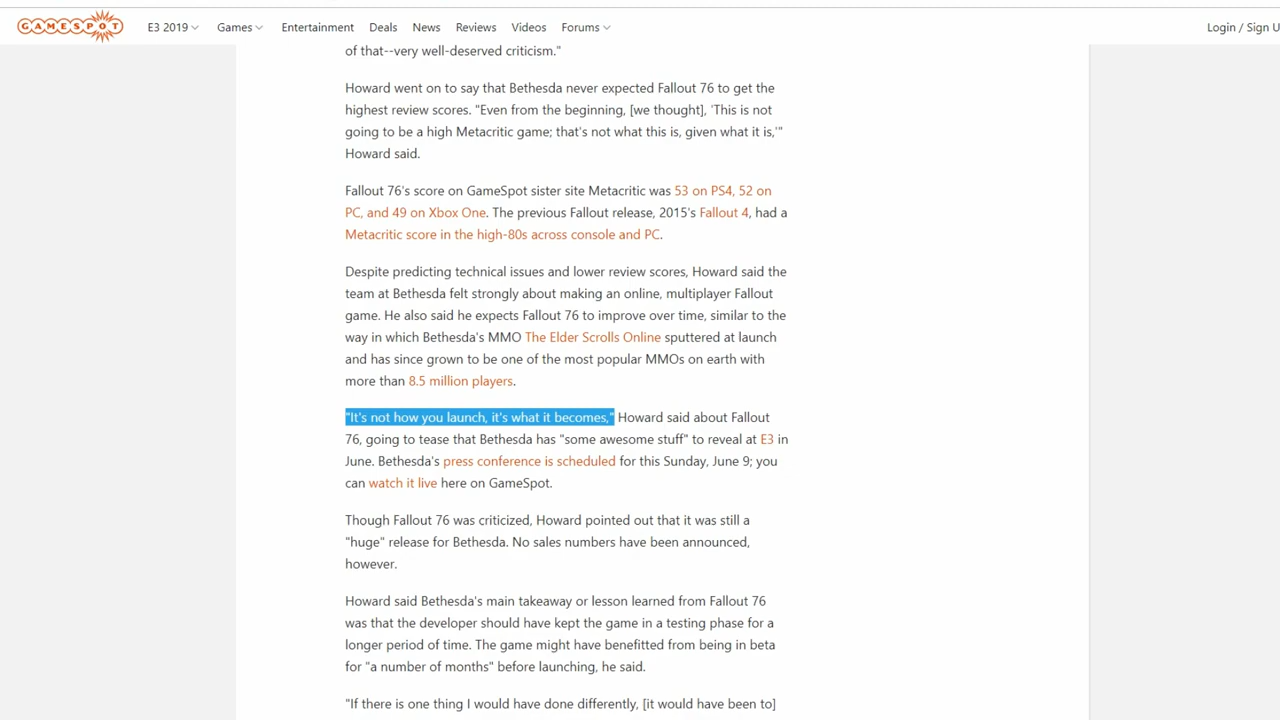 GAMESPOT
E3 2019 Games Entertainment Deals News Reviews Videos Forums Login / Sign U
of that--very well-deserved criticism."
Howard went on to say that Bethesda never expected Fallout 76 to get the
highest review scores. "Even from the beginning, [we thought], 'This is not
going to be a high Metacritic game; that's not what this is, given what it is,'"
Howard said.
Fallout 76's score on GameSpot sister site Metacritic was 53 on PS4, 52 on
PC, and 49 on Xbox One. The previous Fallout release, 2015's Fallout 4, had a
Metacritic score in the high-80s across console and PC.
Despite predicting technical issues and lower review scores, Howard said the
team at Bethesda felt strongly about making an online, multiplayer Fallout
game. He also said he expects Fallout 76 to improve over time, similar to the
way in which Bethesda's MMO The Elder Scrolls Online sputtered at launch
and has since grown to be one of the most popular MMOs on earth with
more than 8.5 million players.
"It's not how you launch, it's what it becomes," Howard said about Fallout
76, going to tease that Bethesda has "some awesome stuff" to reveal at E3 in
June. Bethesda's press conference is scheduled for this Sunday, June 9; you
can watch it live here on GameSpot.
Though Fallout 76 was criticized, Howard pointed out that it was still a
"huge" release for Bethesda. No sales numbers have been announced,
however.
Howard said Bethesda's main takeaway or lesson learned from Fallout 76
was that the developer should have kept the game in a testing phase for a
longer period of time. The game might have benefitted from being in beta
for "a number of months" before launching, he said.
"If there is one thing I would have done differently, [it would have been to]